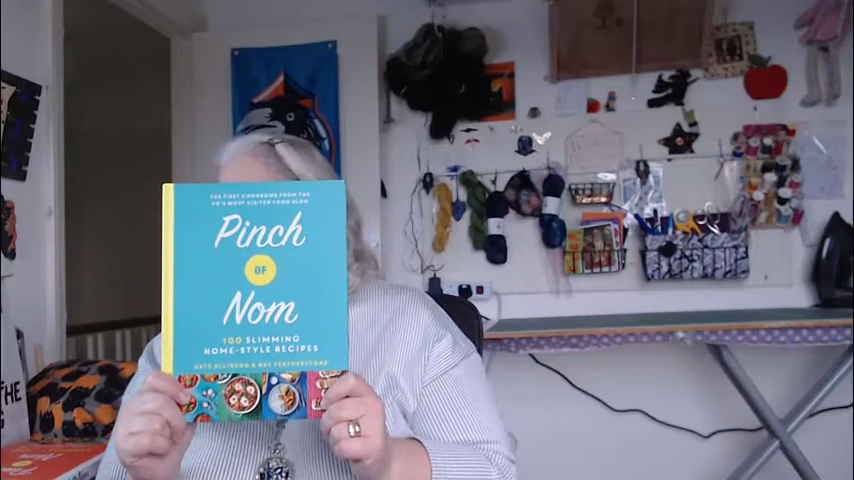 THE FIRST COOKBOOK FROM THE
UK'S MOST VISITED FOOD BLOG
Pinch
OF
Nom
100 SLIMMING
HOME-STYLE RECIPES
KATE ALLINSON & KAY FEATHERSTONE
THE